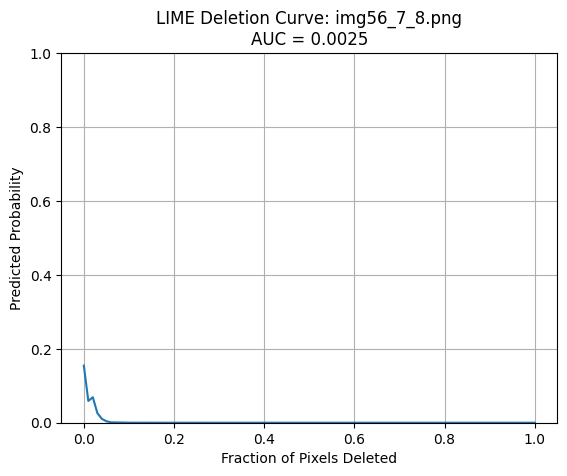 LIME Deletion Curve: img56_7_8.png
AUC = 0.0025
Predicted Probability
1.0
0.8
0.6
0.4
0.2
0.0
0.0 0.2 0.4 0.6 0.8 1.0
Fraction of Pixels Deleted